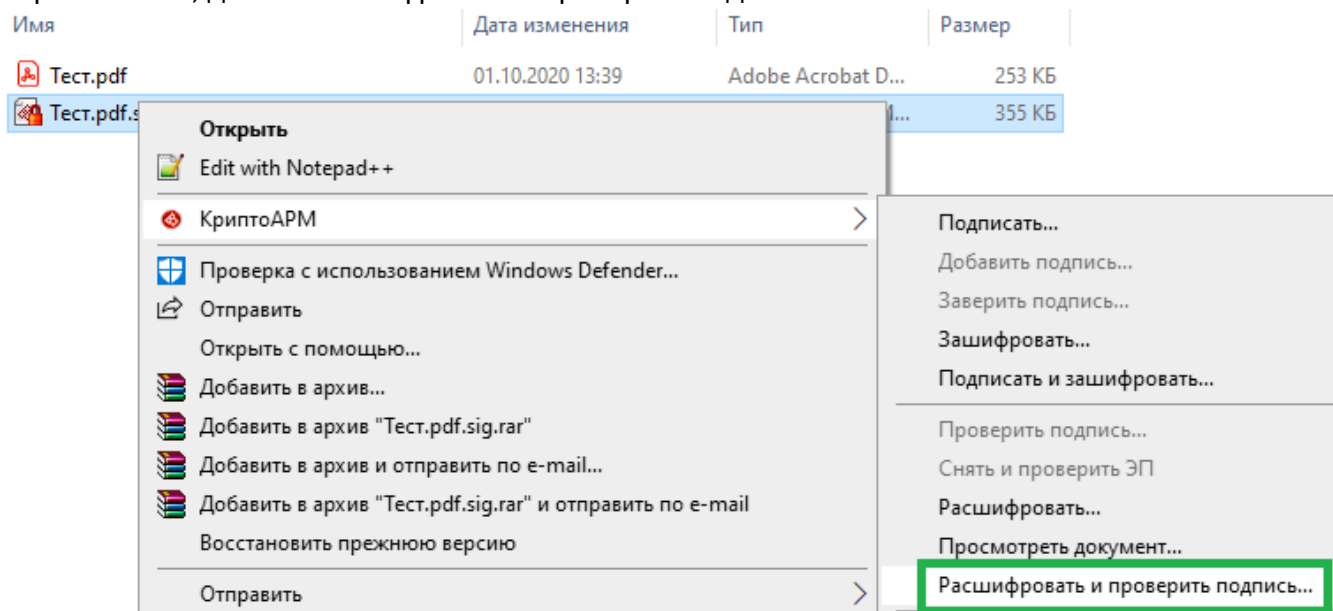 Имя Дата изменения Тип Размер
Тест.pdf 01.10.2020 13:39 Adobe Acrobat D... 253 КБ
Тест.pdf.s 355 КБ
Открыть
Edit with Notepad++
КриптоАРМ
Проверка с использованием Windows Defender...
Отправить
Открыть с помощью...
Добавить в архив...
Добавить в архив "Тест.pdf.sig.rar"
Добавить в архив и отправить по e-mail...
Добавить в архив "Тест.pdf.sig.rar" и отправить по e-mail
Восстановить прежнюю версию
Отправить
Подписать...
Добавить подпись...
Заверить подпись...
Зашифровать...
Подписать и зашифровать...
Проверить подпись...
Снять и проверить ЭП
Расшифровать...
Просмотреть документ...
Расшифровать и проверить подпись...